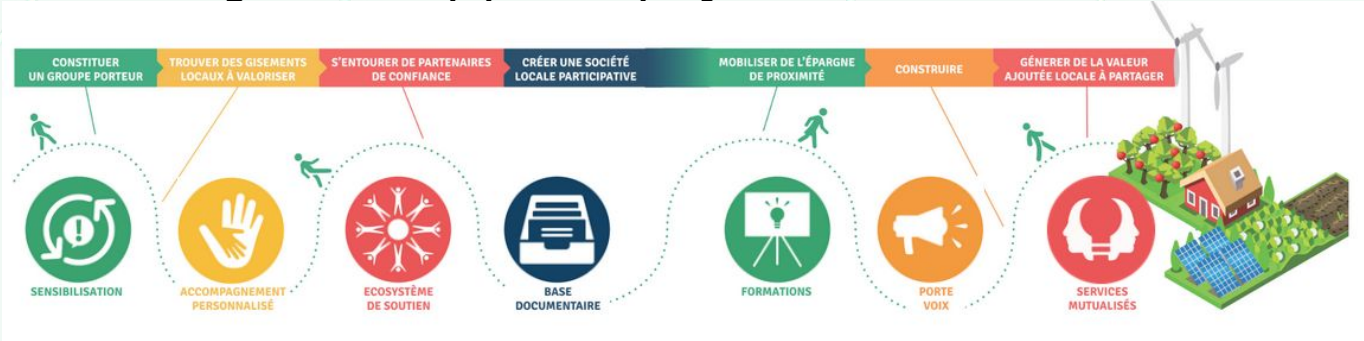 CONSTITUER
UN GROUPE PORTEUR
TROUVER DES GISEMENTS
LOCAUX À VALORISER
S'ENTOURER DE PARTENAIRES
DE CONFIANCE
CRÉER UNE SOCIÉTÉ
LOCALE PARTICIPATIVE
MOBILISER DE L'ÉPARGNE
DE PROXIMITÉ
CONSTRUIRE
GÉNERER DE LA VALEUR
AJOUTÉE LOCALE À PARTAGER
SENSIBILISATION
ACCOMPAGNEMENT
PERSONNALISÉ
ECOSYSTÈME
DE SOUTIEN
BASE
DOCUMENTAIRE
FORMATIONS
PORTE
VOIX
SERVICES
MUTUALISÉS